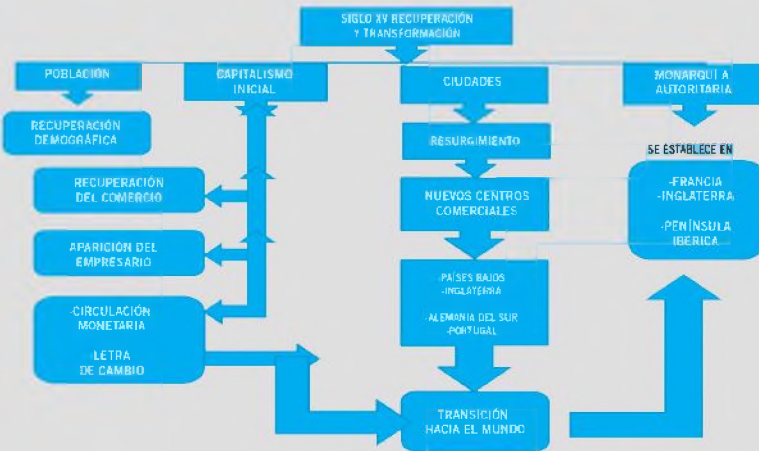 SIGLO XV RECUPERACIÓN
Y TRANSFORMACIÓN
POBLACIÓN
RECUPERACIÓN
DEMOGRÁFICA
CAPITALISMO
INICIAL
RECUPERACIÓN
DEL COMERCIO
APARICIÓN DEL
EMPRESARIO
-CIRCULACIÓN
MONETARIA
-LETRA
DE CAMBIO
CIUDADES
RESURGIMIENTO
NUEVOS CENTROS
COMERCIALES
-PAÍSES BAJOS
-INGLATERRA
-ALEMANIA DEL SUR
-PORTUGAL
TRANSICIÓN
HACIA EL MUNDO
MONARQUÍA
AUTORITARIA
SE ESTABLECE EN
-FRANCIA
-INGLATERRA
-PENÍNSULA
IBÉRICA